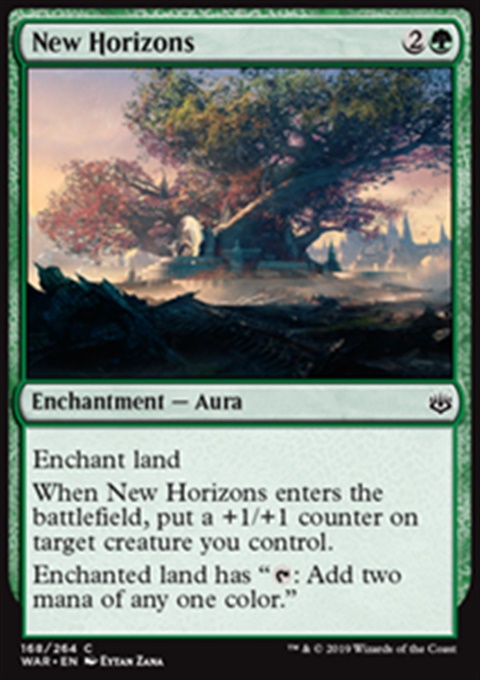 New Horizons 2
Enchantment — Aura
Enchant land
When New Horizons enters the
battlefield, put a +1/+1 counter on
target creature you control.
Enchanted land has “ : Add two
mana of any one color.”
168/264 C
WAR • EN Eytan Zana
™ & © 2019 Wizards of the Coast